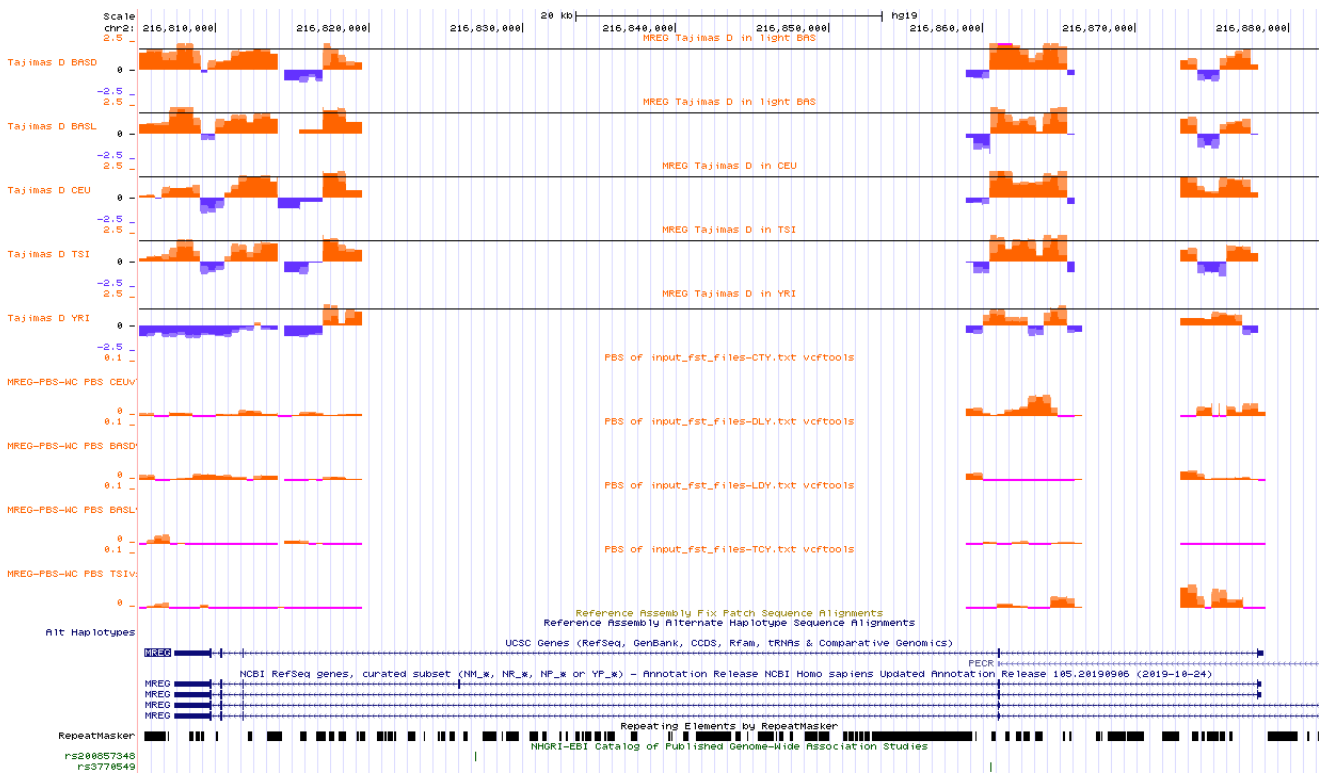 Scale 20 kb hg19
chr2: 216,810,000 216,820,000 216,830,000 216,840,000 216,850,000 216,860,000 216,870,000 216,880,000
2.5 _ MREG Tajimas D in light BAS
Tajimas D BASD
0 _
-2.5 _
2.5 _ MREG Tajimas D in light BAS
Tajimas D BASL
0 _
-2.5 _
2.5 _ MREG Tajimas D in CEU
Tajimas D CEU
0 _
-2.5 _
2.5 _ MREG Tajimas D in TSI
Tajimas D TSI
0 _
-2.5 _
2.5 _ MREG Tajimas D in YRI
Tajimas D YRI
0 _
-2.5 _
0.1 _ PBS of input_fst_files-CTY.txt vcftools
MREG-PBS-WC PBS CEUv
0 _
0.1 _ PBS of input_fst_files-DLY.txt vcftools
MREG-PBS-WC PBS BASD
0 _
0.1 _ PBS of input_fst_files-LDY.txt vcftools
MREG-PBS-WC PBS BASL
0 _
0.1 _ PBS of input_fst_files-TCY.txt vcftools
MREG-PBS-WC PBS TSIv
0 _
Reference Assembly Fix Patch Sequence Alignments
Reference Assembly Alternate Haplotype Sequence Alignments
Alt Haplotypes
UCSC Genes (RefSeq, GenBank, CCDS, Rfam, tRNAs & Comparative Genomics)
MREG
PECR
NCBI RefSeq genes, curated subset (NM_*, NR_*, NP_* or YP_*) - Annotation Release NCBI Homo sapiens Updated Annotation Release 105.20190906 (2019-10-24)
MREG
MREG
MREG
MREG
Repeating Elements by RepeatMasker
RepeatMasker
NHGRI-EBI Catalog of Published Genome-Wide Association Studies
rs200857348
rs3770549